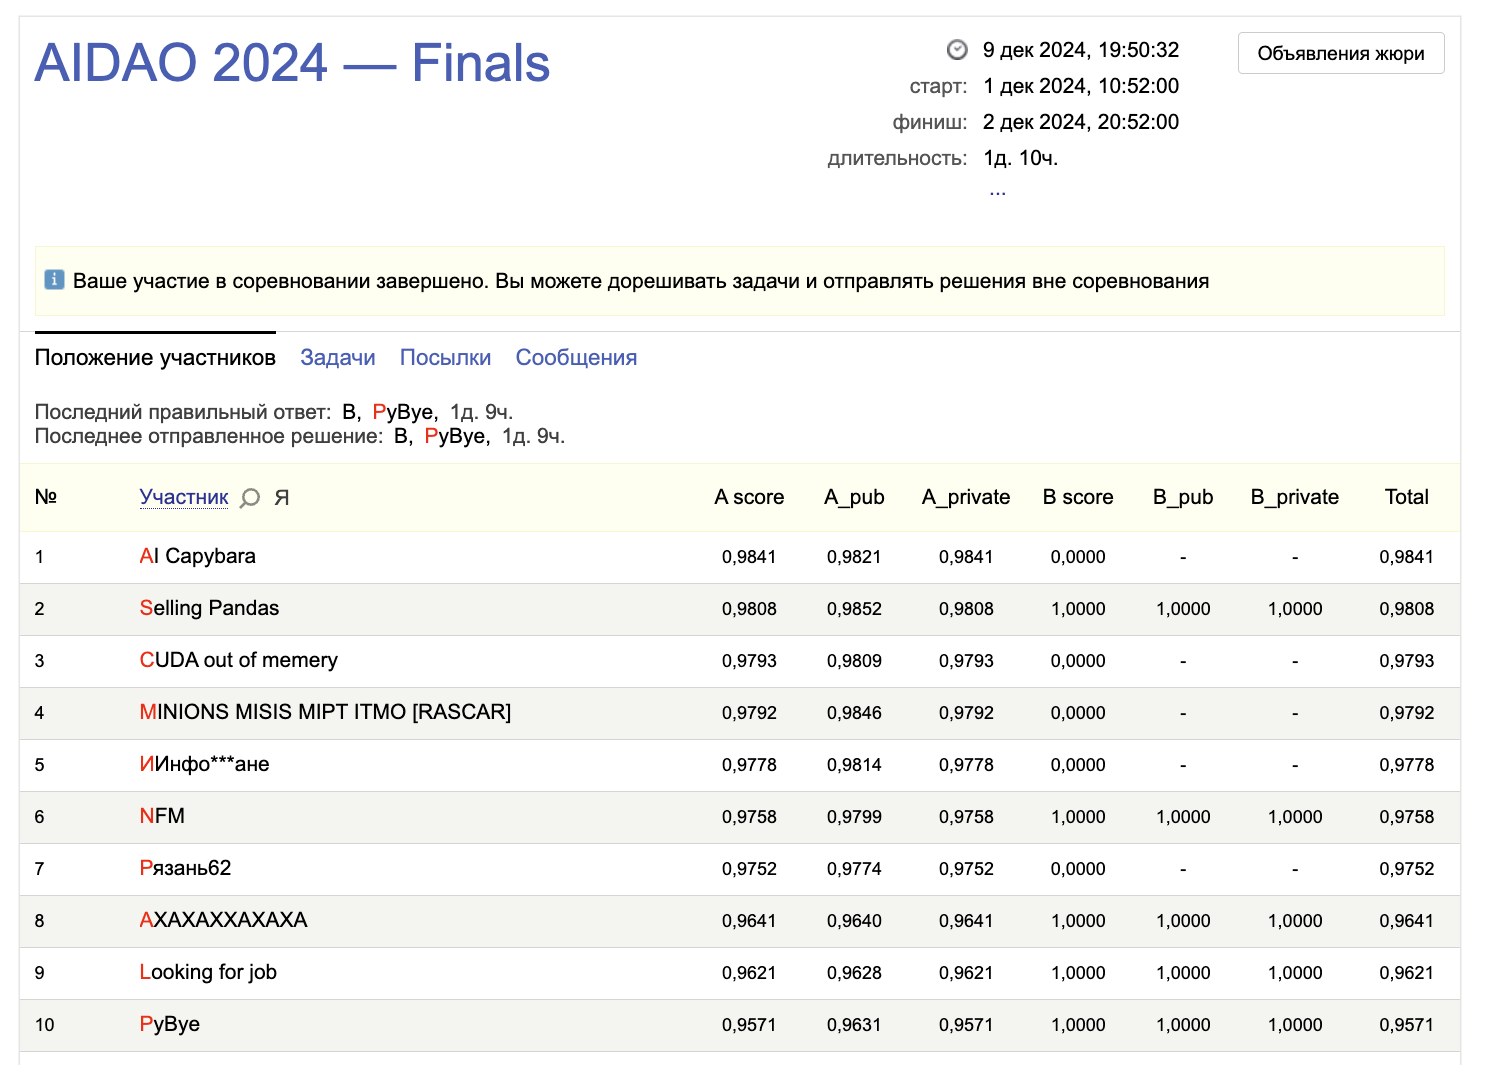 AIDAO 2024 — Finals
9 дек 2024, 19:50:32
Объявления жюри
старт: 1 дек 2024, 10:52:00
финиш: 2 дек 2024, 20:52:00
длительность: 1д. 10ч.
...
Ваше участие в соревновании завершено. Вы можете дорешивать задачи и отправлять решения вне соревнования
Положение участников Задачи Посылки Сообщения
Последний правильный ответ: B, PyBye, 1д. 9ч.
Последнее отправленное решение: B, PyBye, 1д. 9ч.
№ Участник Я A score A_pub A_private B score B_pub B_private Total
1 AI Capybara 0,9841 0,9821 0,9841 0,0000 - - 0,9841
2 Selling Pandas 0,9808 0,9852 0,9808 1,0000 1,0000 1,0000 0,9808
3 CUDA out of memery 0,9793 0,9809 0,9793 0,0000 - - 0,9793
4 MINIONS MISIS MIPT ITMO [RASCAR] 0,9792 0,9846 0,9792 0,0000 - - 0,9792
5 ИИнфо***ане 0,9778 0,9814 0,9778 0,0000 - - 0,9778
6 NFM 0,9758 0,9799 0,9758 1,0000 1,0000 1,0000 0,9758
7 Рязань62 0,9752 0,9774 0,9752 0,0000 - - 0,9752
8 АХАХАХХАХАХА 0,9641 0,9640 0,9641 1,0000 1,0000 1,0000 0,9641
9 Looking for job 0,9621 0,9628 0,9621 1,0000 1,0000 1,0000 0,9621
10 PyBye 0,9571 0,9631 0,9571 1,0000 1,0000 1,0000 0,9571